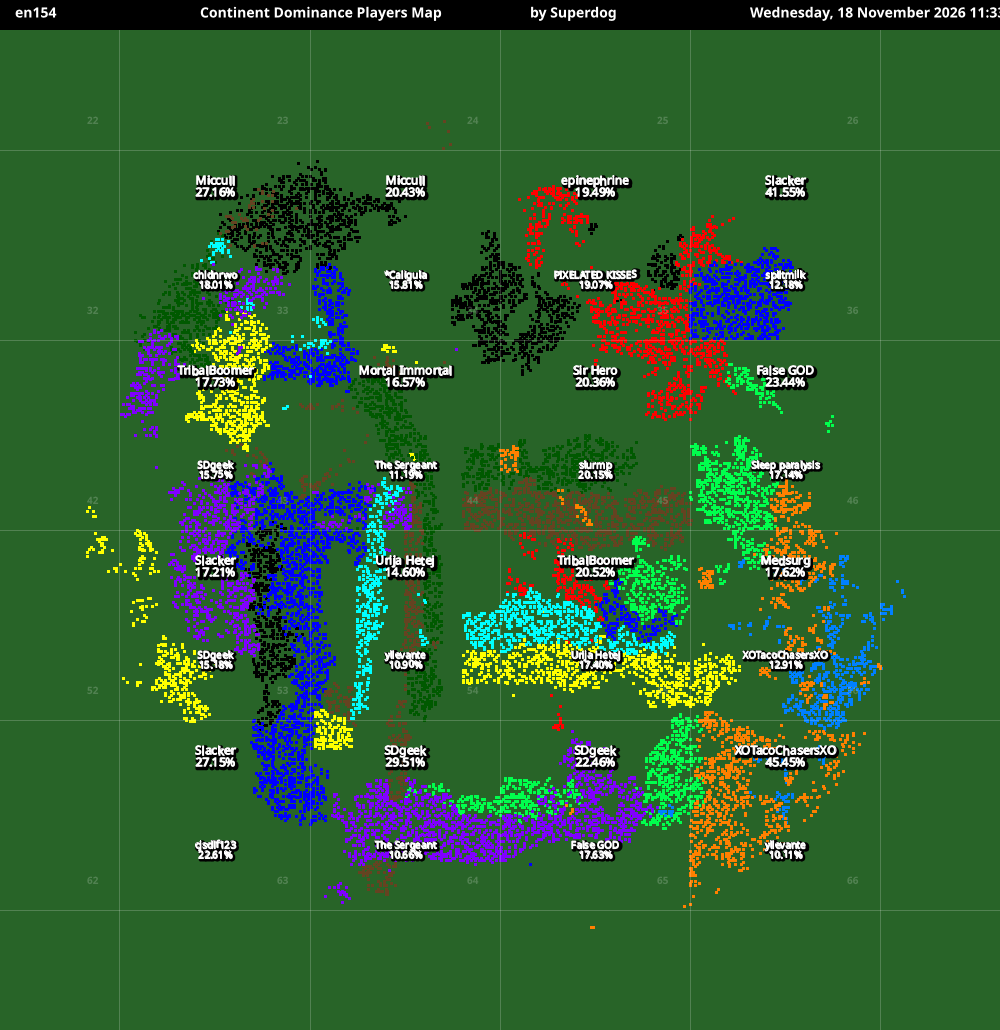 en154 Continent Dominance Players Map by Superdog Wednesday, 18 November 2026 11:33
22 23 24 25 26
Miccull Miccull epinephrine Slacker
27.16% 20.43% 19.49% 41.55%
chidnrwo *Caligula PIXELATED KISSES splitmilk
18.01% 15.81% 19.07% 12.18%
32 33 35 36
TribalBoomer Mortal Immortal Sir Hero False GOD
17.73% 16.57% 20.36% 23.44%
SDgeek The Sergeant slurmp Sleep paralysis
15.75% 11.19% 20.15% 17.14%
42 44 45 46
Slacker Urija Hetej TribalBoomer Medsurg
17.21% 14.60% 20.52% 17.62%
SDgeek yllevante Urija Hetej XOTacoChasersXO
15.18% 10.90% 17.40% 12.91%
52 53 54
Slacker SDgeek SDgeek XOTacoChasersXO
27.15% 29.51% 22.46% 45.45%
The Sergeant False GOD yllevante
22.61% 10.66% 17.63% 10.11%
62 63 64 65 66